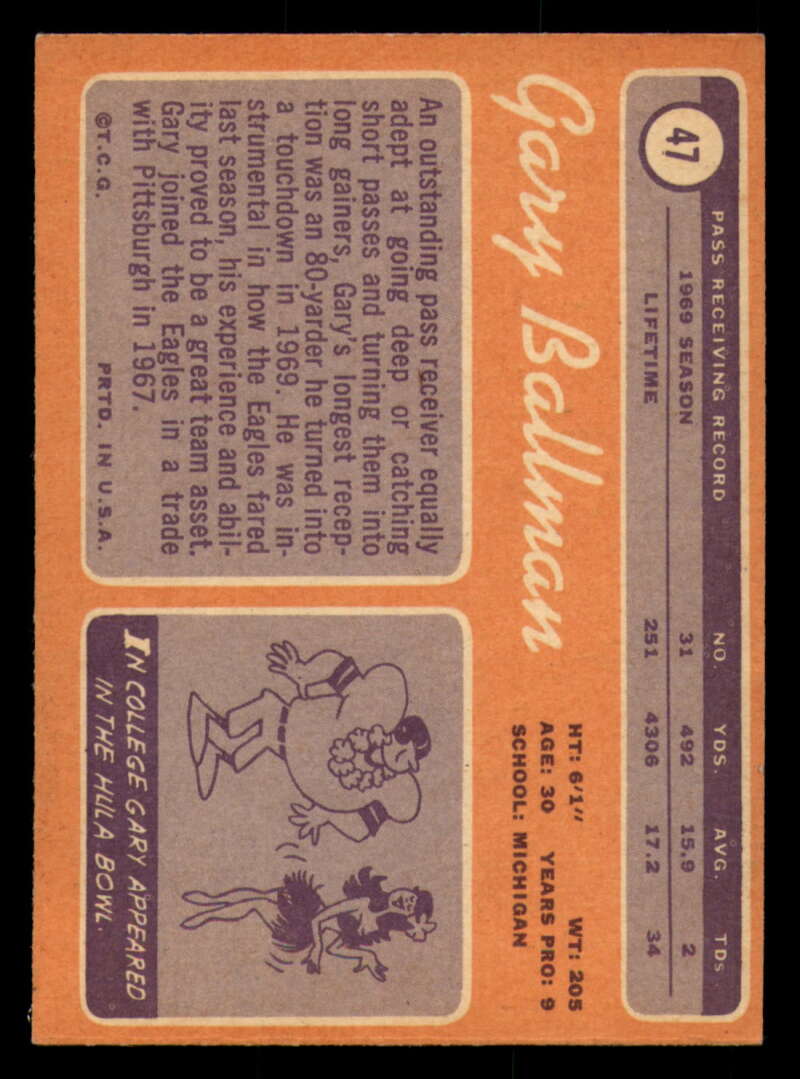 47
PASS RECEIVING RECORD NO. YDS. AVG. TDs.
1969 SEASON 31 492 15.9 2
LIFETIME 251 4306 17.2 34
Gary Ballman
HT: 6'1" WT: 205
AGE: 30 YEARS PRO: 9
SCHOOL: MICHIGAN
An outstanding pass receiver equally
adept at going deep or catching
short passes and turning them into
long gainers, Gary's longest recep-
tion was an 80-yarder he turned into
a touchdown in 1969. He was in-
strumental in how the Eagles fared
last season, his experience and abil-
ity proved to be a great team asset.
Gary joined the Eagles in a trade
with Pittsburgh in 1967.
©T.C.G. PRTD. IN U.S.A.
IN COLLEGE GARY APPEARED
IN THE HULA BOWL.